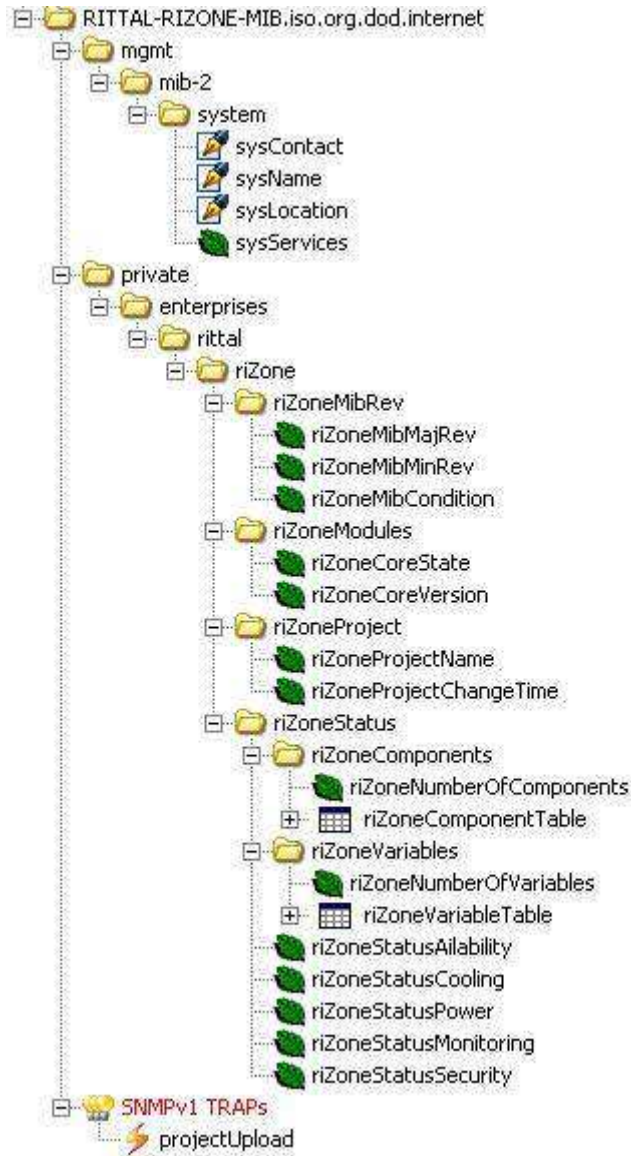 RITTAL-RIZONE-MIB.iso.org.dod.internet
mgmt
mib-2
system
sysContact
sysName
sysLocation
sysServices
private
enterprises
rittal
riZone
riZoneMibRev
riZoneMibMajRev
riZoneMibMinRev
riZoneMibCondition
riZoneModules
riZoneCoreState
riZoneCoreVersion
riZoneProject
riZoneProjectName
riZoneProjectChangeTime
riZoneStatus
riZoneComponents
riZoneNumberOfComponents
riZoneComponentTable
riZoneVariables
riZoneNumberOfVariables
riZoneVariableTable
riZoneStatusAilability
riZoneStatusCooling
riZoneStatusPower
riZoneStatusMonitoring
riZoneStatusSecurity
SNMPv1 TRAPs
projectUpload